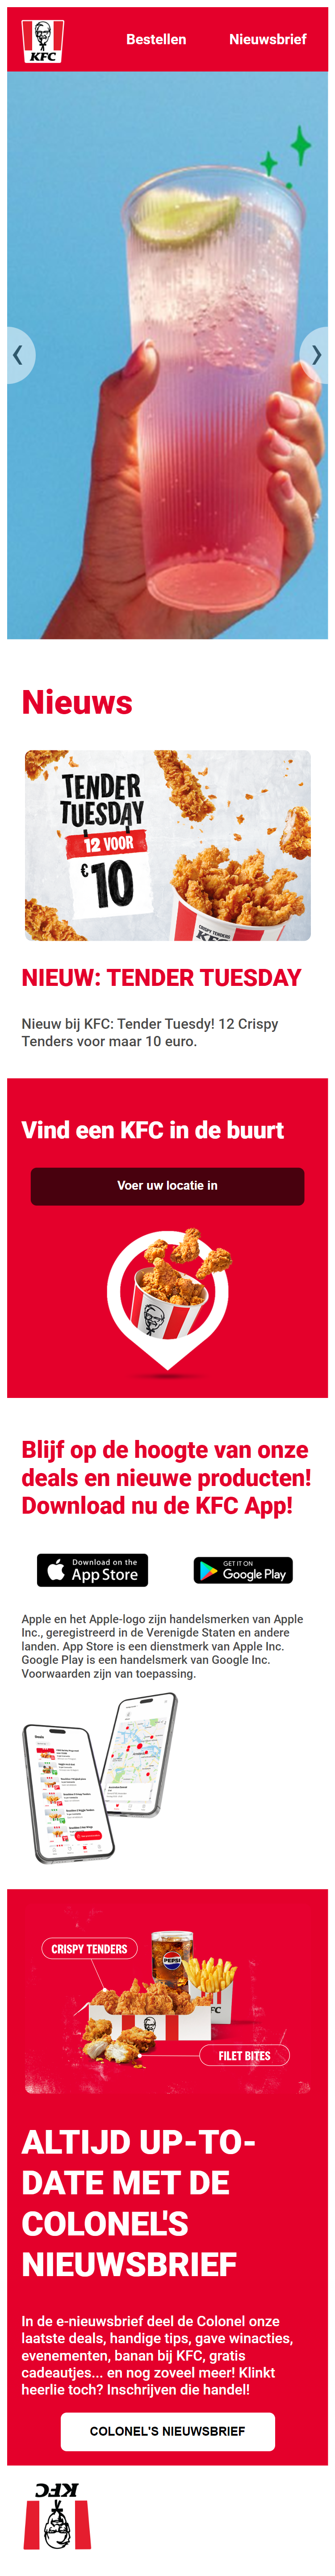 KFC
Bestellen
Nieuwsbrief
Nieuws
TENDER
TUESDAY
12 VOOR
€10
CRISPY TENDERS
KFC
NIEUW: TENDER TUESDAY
Nieuw bij KFC: Tender Tuesdy! 12 Crispy
Tenders voor maar 10 euro.
Vind een KFC in de buurt
Voer uw locatie in
Blijf op de hoogte van onze
deals en nieuwe producten!
Download nu de KFC App!
Download on the
App Store
GET IT ON
Google Play
Apple en het Apple-logo zijn handelsmerken van Apple
Inc., geregistreerd in de Verenigde Staten en andere
landen. App Store is een dienstmerk van Apple Inc.
Google Play is een handelsmerk van Google Inc.
Voorwaarden zijn van toepassing.
CRISPY TENDERS
PEPSI
FC
FILET BITES
ALTIJD UP-TO-
DATE MET DE
COLONEL'S
NIEUWSBRIEF
In de e-nieuwsbrief deel de Colonel onze
laatste deals, handige tips, gave winacties,
evenementen, banan bij KFC, gratis
cadeautjes... en nog zoveel meer! Klinkt
heerlie toch? Inschrijven die handel!
COLONEL'S NIEUWSBRIEF
KFC